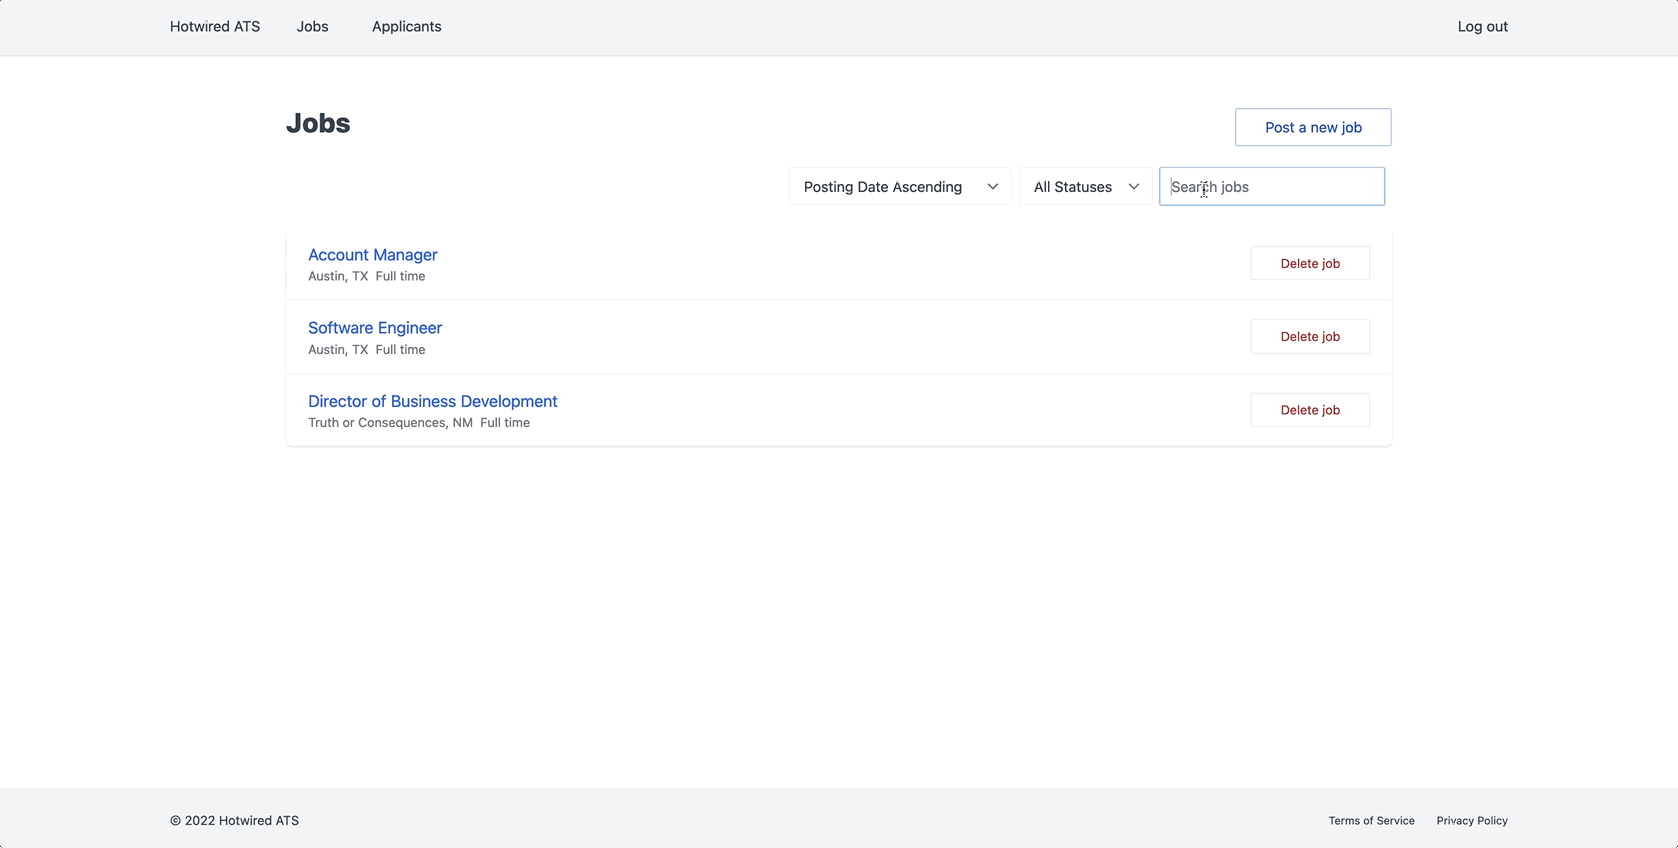 Hotwired ATS Jobs Applicants Log out
Jobs
Post a new job
Posting Date Ascending All Statuses Search jobs
Account Manager
Austin, TX Full time
Delete job
Software Engineer
Austin, TX Full time
Delete job
Director of Business Development
Truth or Consequences, NM Full time
Delete job
© 2022 Hotwired ATS Terms of Service Privacy Policy